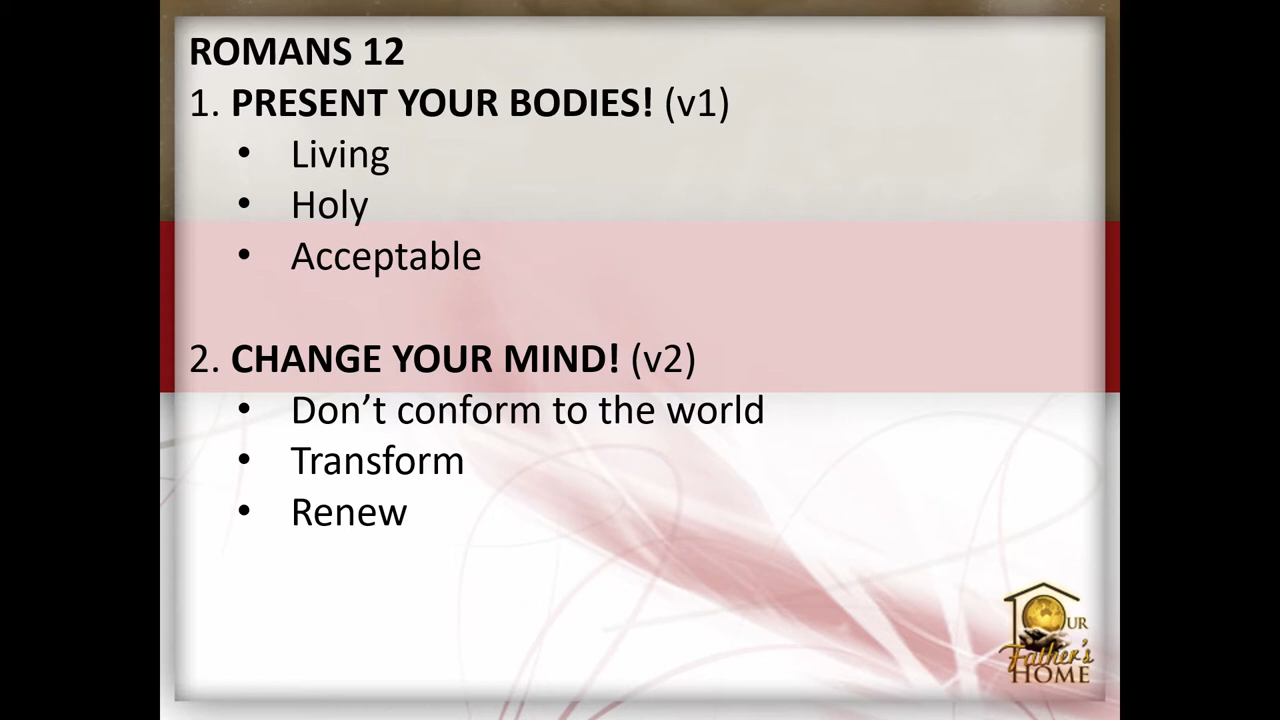 ROMANS 12
1. PRESENT YOUR BODIES! (v1)
• Living
• Holy
• Acceptable
2. CHANGE YOUR MIND! (v2)
• Don’t conform to the world
• Transform
• Renew
OUR
Father's
HOME